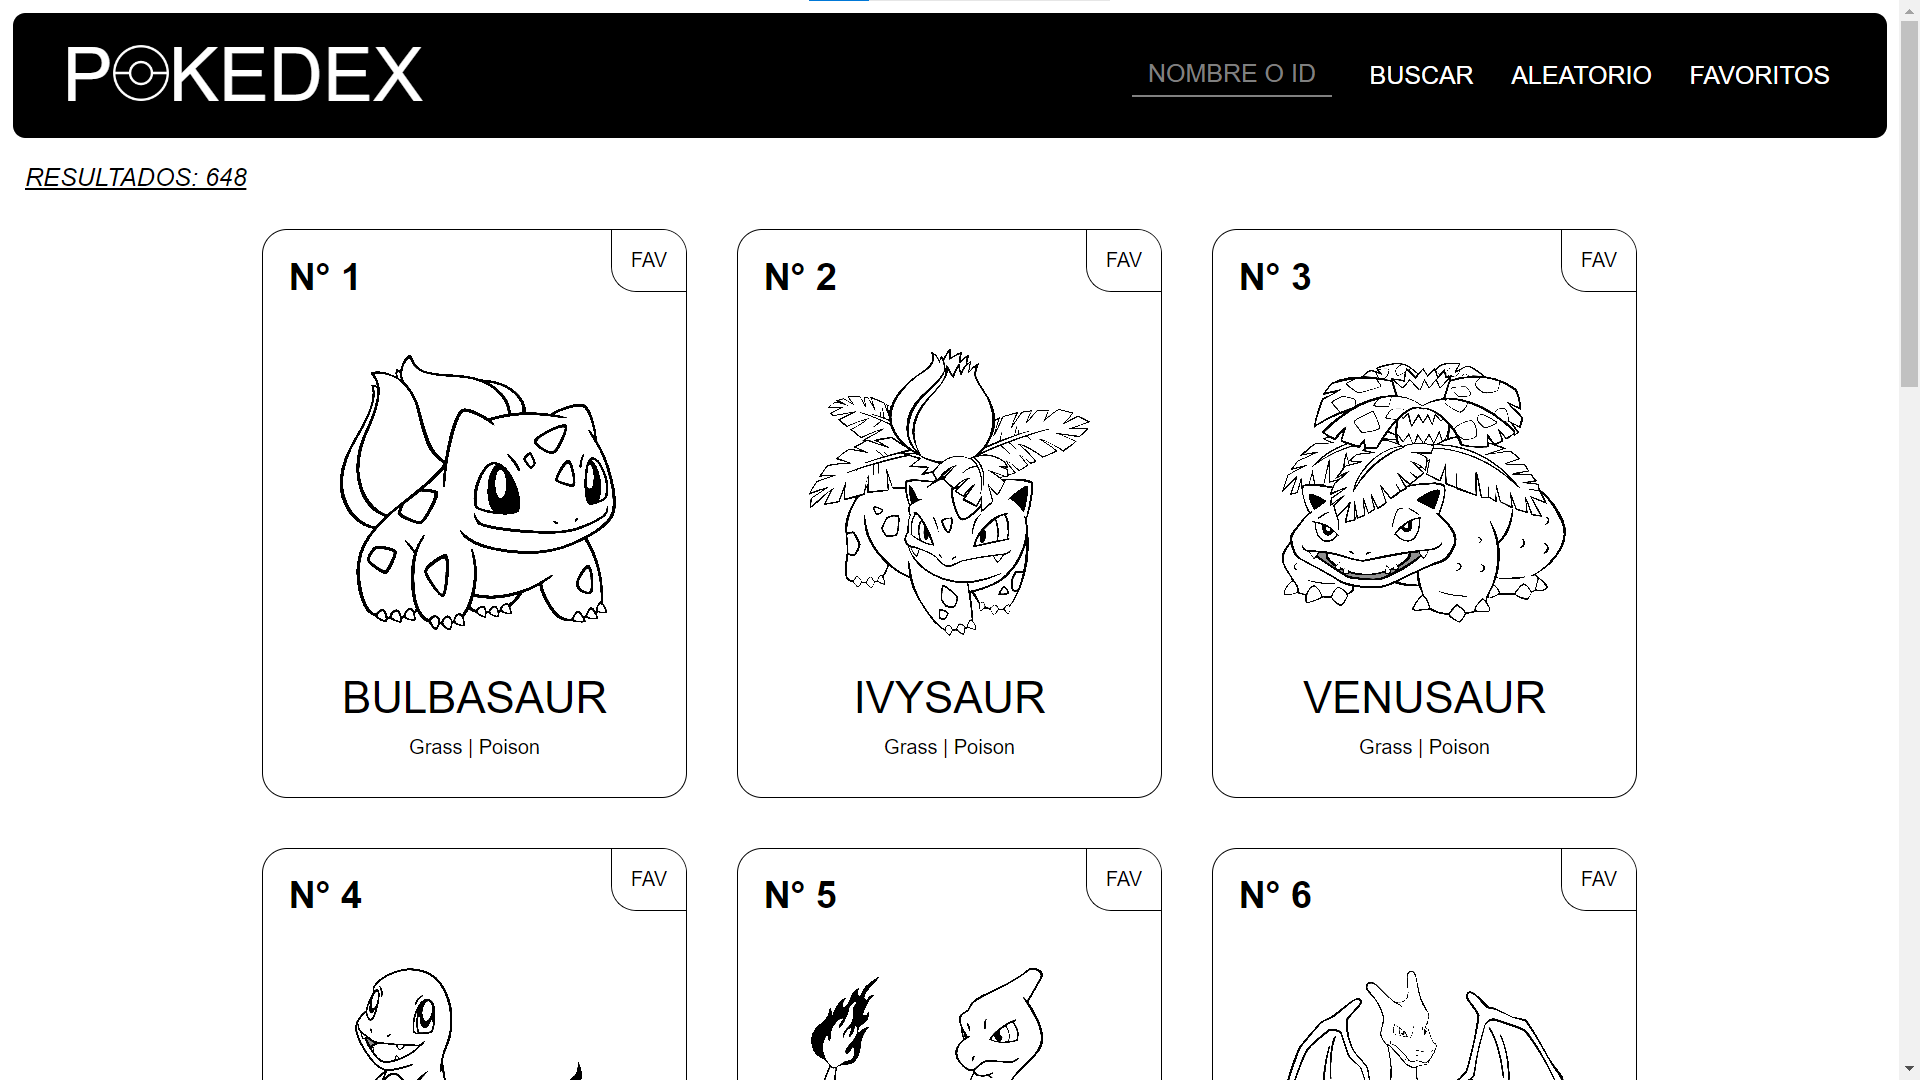 POKEDEX
NOMBRE O ID BUSCAR ALEATORIO FAVORITOS
RESULTADOS: 648
N° 1 FAV
BULBASAUR
Grass | Poison
N° 2 FAV
IVYSAUR
Grass | Poison
N° 3 FAV
VENUSAUR
Grass | Poison
N° 4 FAV
N° 5 FAV
N° 6 FAV